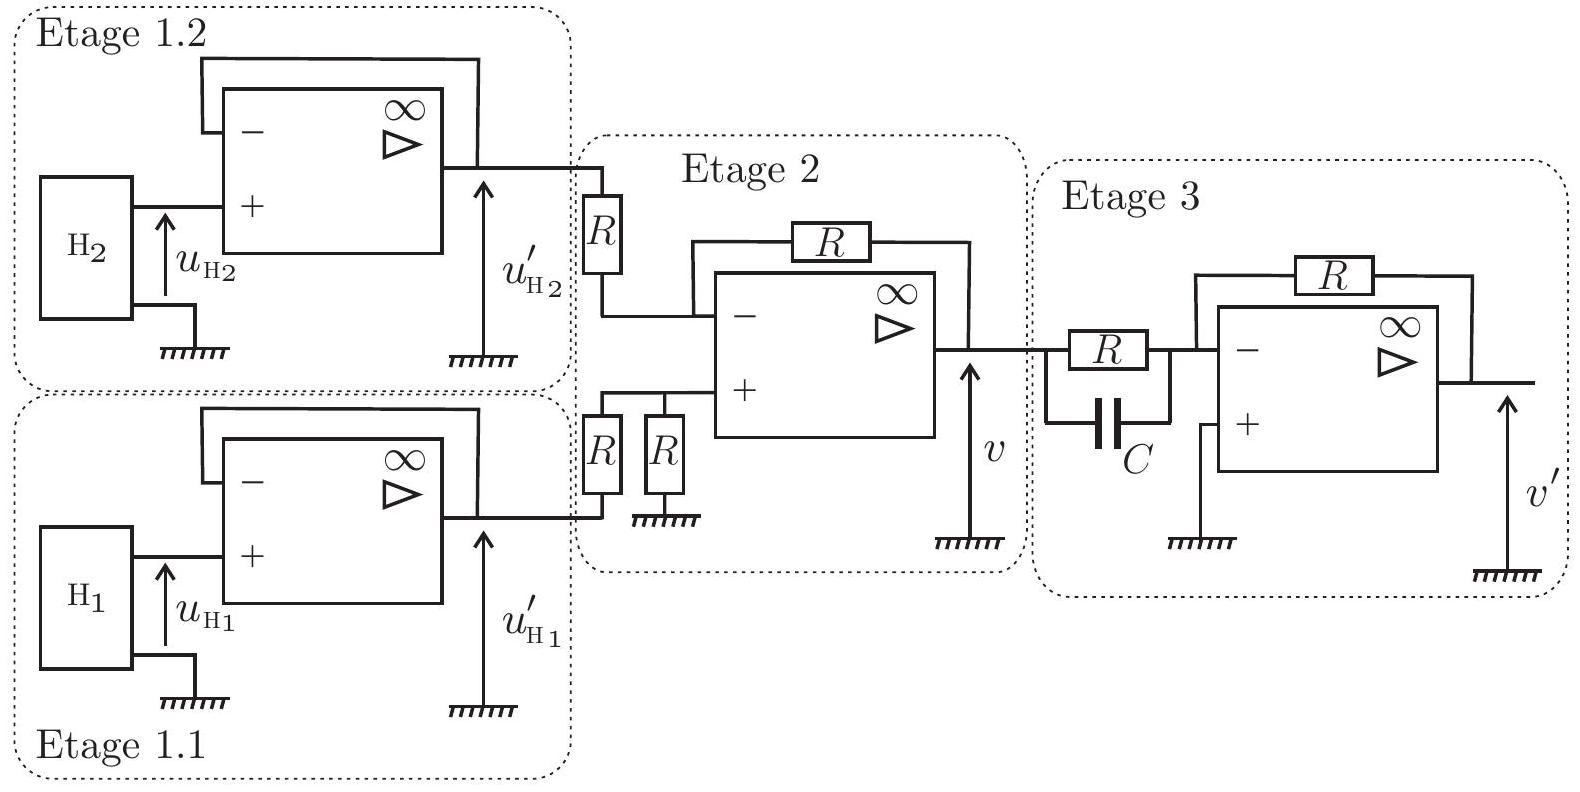 Etage 1.2
∞
−
▷
+
H2
uH2
u′H2
R
Etage 2
R
∞
−
▷
+
R
R
v
Etage 3
R
∞
R
−
▷
+
C
v′
∞
−
▷
+
H1
uH1
u′H1
Etage 1.1